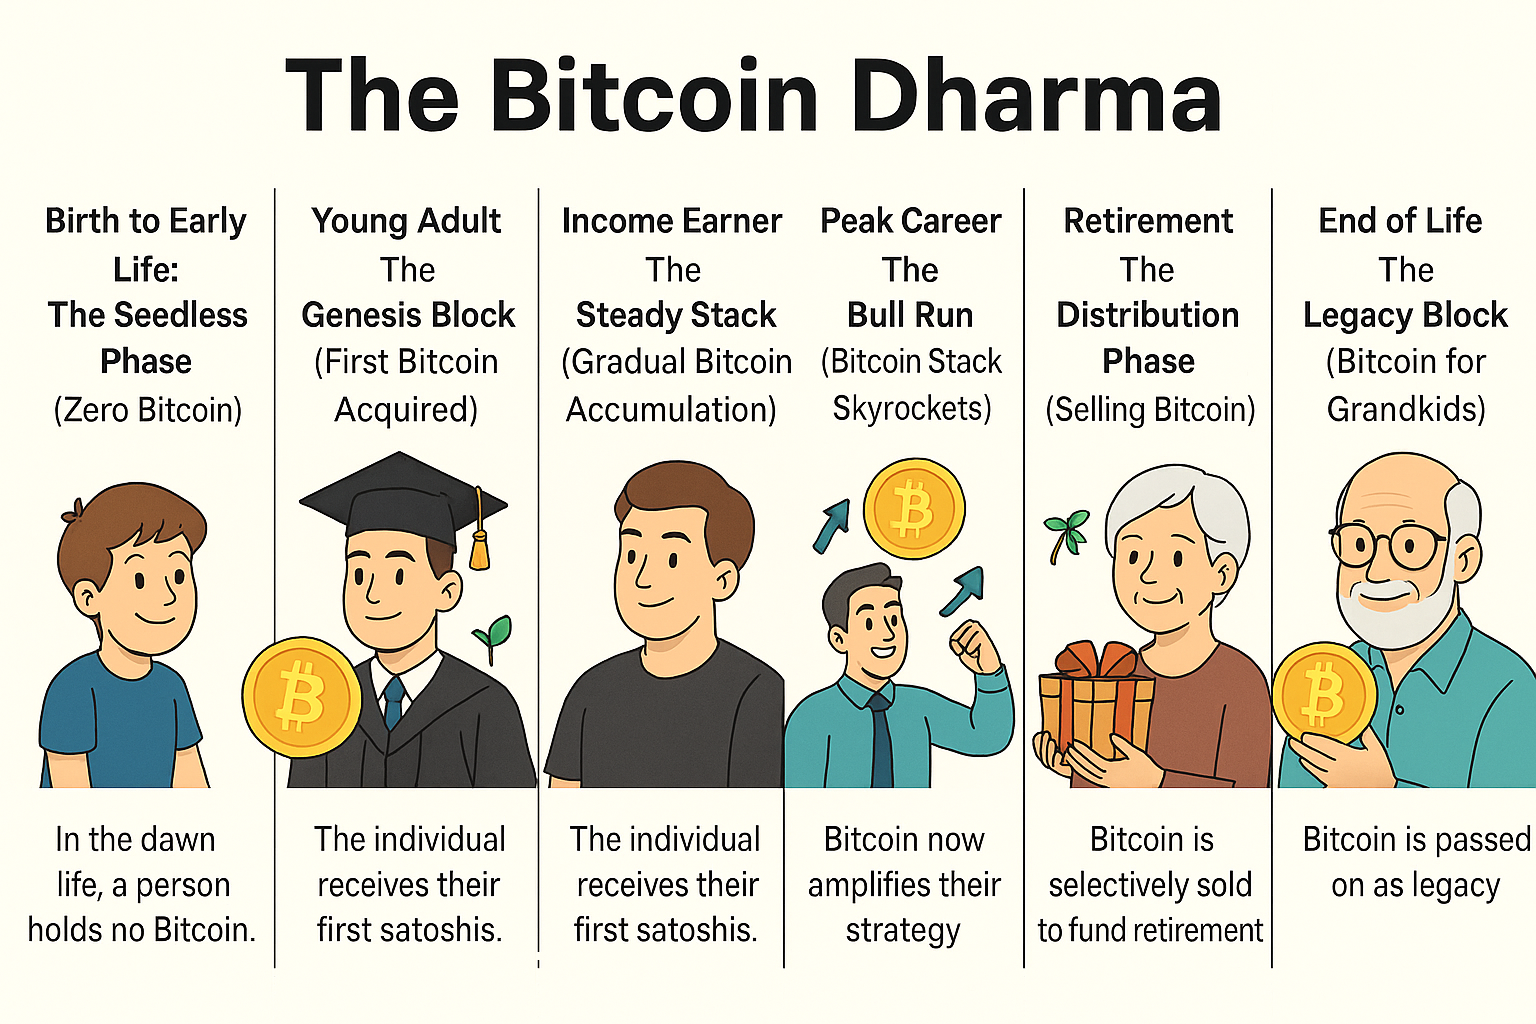 The Bitcoin Dharma
Birth to Early
Life:
The Seedless
Phase
(Zero Bitcoin)
In the dawn
life, a person
holds no Bitcoin.
Young Adult
The
Genesis Block
(First Bitcoin
Acquired)
The individual
receives their
first satoshis.
Income Earner
The
Steady Stack
(Gradual Bitcoin
Accumulation)
The individual
receives their
first satoshis.
Peak Career
The
Bull Run
(Bitcoin Stack
Skyrockets)
Bitcoin now
amplifies their
strategy
Retirement
The
Distribution
Phase
(Selling Bitcoin)
Bitcoin is
selectively sold
to fund retirement
End of Life
The
Legacy Block
(Bitcoin for
Grandkids)
Bitcoin is passed
on as legacy